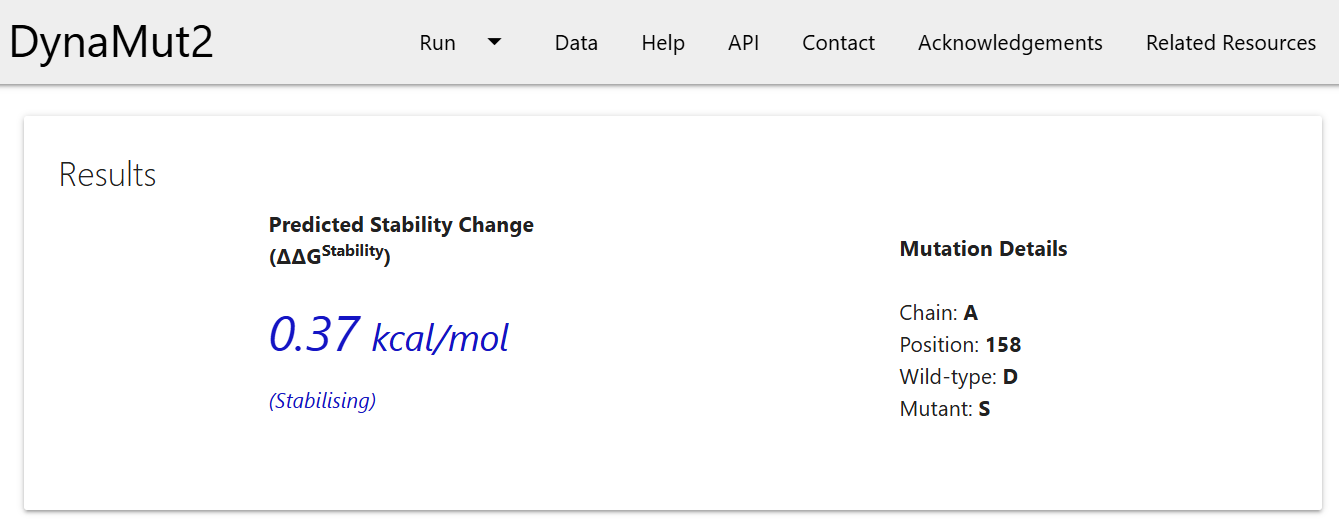 DynaMut2 Run Data Help API Contact Acknowledgements Related Resources
Results
Predicted Stability Change
(ΔΔGStability)
0.37 kcal/mol
(Stabilising)
Mutation Details
Chain: A
Position: 158
Wild-type: D
Mutant: S